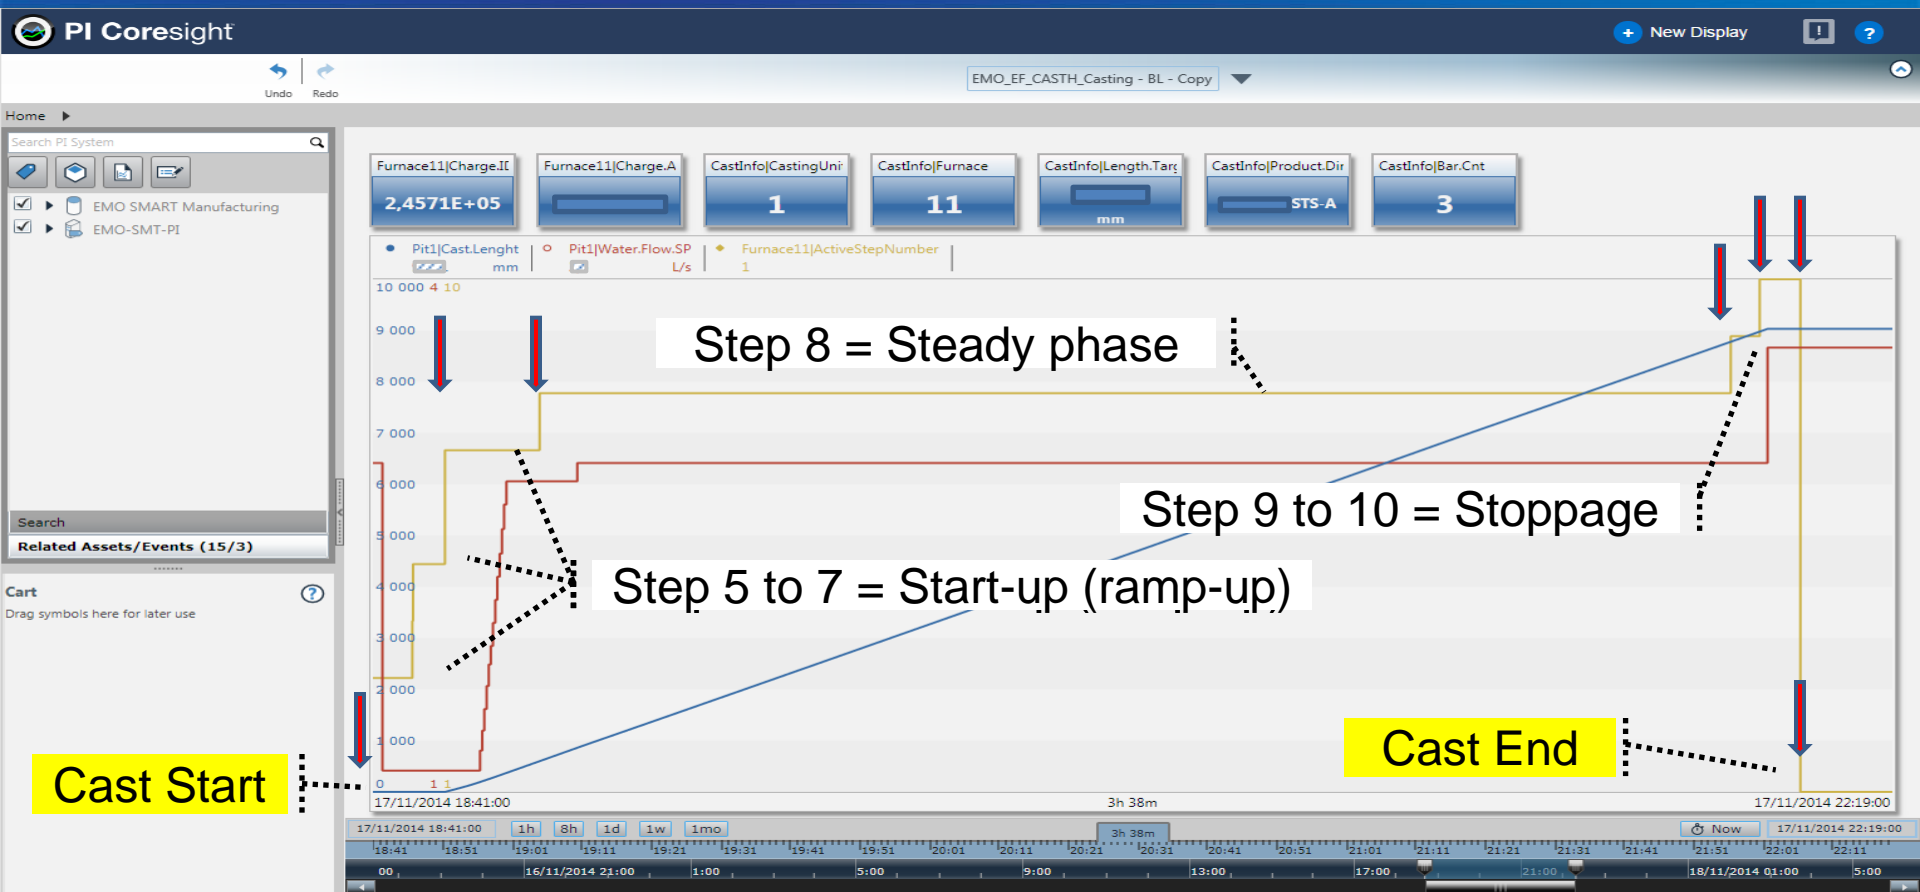 PI Coresight
New Display
Undo
Redo
EMO_EF_CASTH_Casting - BL - Copy
Home
Search PI System
EMO SMART Manufacturing
EMO-SMT-PI
Search
Related Assets/Events (15/3)
Cart
Drag symbols here for later use
Furnace11|Charge.II
2,4571E+05
Furnace11|Charge.A
CastInfo|CastingUni
1
CastInfo|Furnace
11
CastInfo|Length.Targ
mm
CastInfo|Product.Dir
STS-A
CastInfo|Bar.Cnt
3
Pit1|Cast.Lenght
mm
Pit1|Water.Flow.SP
L/s
Furnace11|ActiveStepNumber
1
10 000 4 10
9 000
8 000
7 000
6 000
5 000
4 000
3 000
2 000
1 000
0 1 1
Step 8 = Steady phase
Step 9 to 10 = Stoppage
Step 5 to 7 = Start-up (ramp-up)
Cast Start
Cast End
17/11/2014 18:41:00
3h 38m
17/11/2014 22:19:00
17/11/2014 18:41:00
1h 8h 1d 1w 1mo
3h 38m
Now
17/11/2014 22:19:00
18:41 18:51 19:01 19:11 19:21 19:31 19:41 19:51 20:01 20:11 20:21 20:31 20:41 20:51 21:01 21:11 21:21 21:31 21:41 21:51 22:01 22:11
00 16/11/2014 21:00 1:00 5:00 9:00 13:00 17:00 21:00 18/11/2014 01:00 5:00